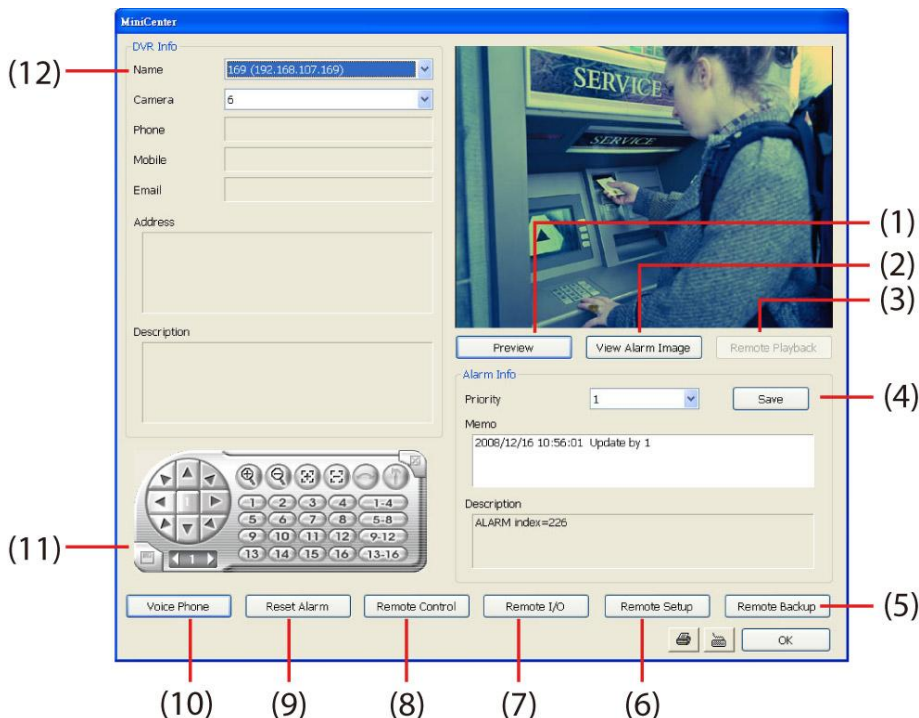 MiniCenter
DVR Info
Name 169 (192.168.107.169)
Camera 6
Phone
Mobile
Email
Address
Description
SERVICE
SERVICE
Preview View Alarm Image Remote Playback
Alarm Info
Priority 1 Save
Memo
2008/12/16 10:56:01 Update by 1
Description
ALARM index=226
1
1 2 3 4 1-4
5 6 7 8 5-8
9 10 11 12 9-12
13 14 15 16 13-16
1
Voice Phone Reset Alarm Remote Control Remote I/O Remote Setup Remote Backup
OK
(1)
(2)
(3)
(4)
(5)
(6)
(7)
(8)
(9)
(10)
(11)
(12)